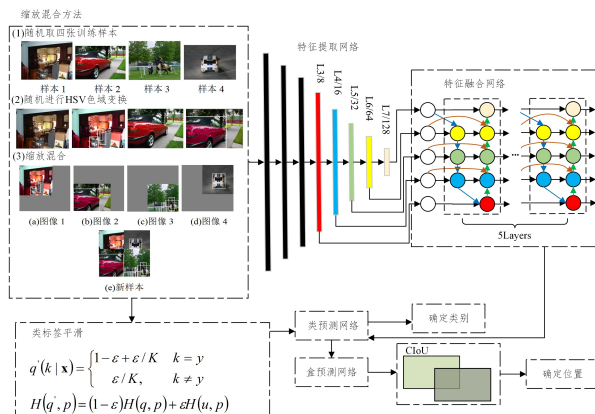 缩放混合方法
(1)随机取四张训练样本
样本 1 样本 2 样本 3 样本 4
(2)随机进行HSV色域变换
(3)缩放混合
(a)图像 1 (b)图像 2 (c)图像 3 (d)图像 4
(e)新样本
特征提取网络
L3/8
L4/16
L5/32
L6/64
L7/128
特征融合网络
...
5Layers
类标签平滑
q'(k | x) = { 1-ε+ε/K k = y
ε/K, k ≠ y
H(q', p) = (1-ε)H(q, p) + εH(u, p)
类预测网络
确定类别
盒预测网络
CIoU
确定位置